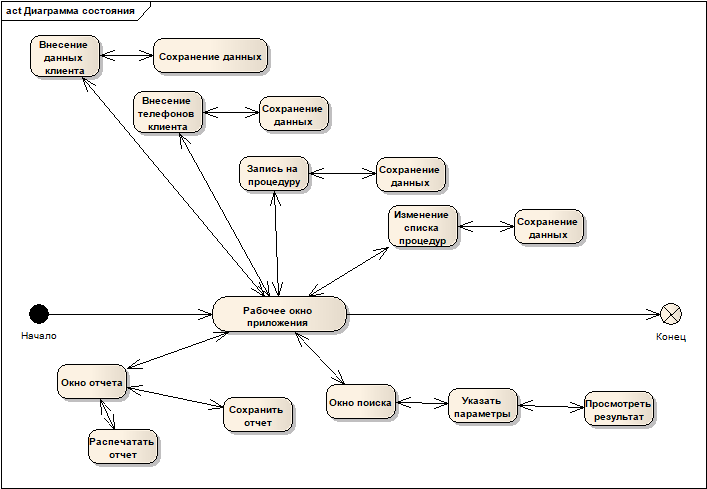 act Диаграмма состояния
Внесение
данных
клиента
Сохранение данных
Внесение
телефонов
клиента
Сохранение
данных
Запись на
процедуру
Сохранение
данных
Изменение
списка
процедур
Сохранение
данных
Рабочее окно
приложения
Начало
Конец
Окно отчета
Сохранить
отчет
Распечатать
отчет
Окно поиска
Указать
параметры
Просмотреть
результат